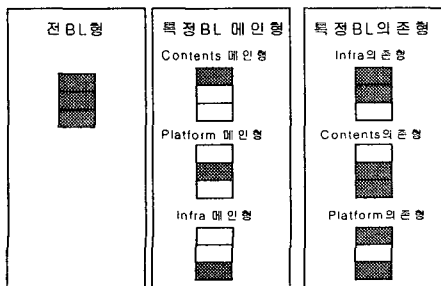 전BL형
특정BL 메인형
Contents 메인형
Platform 메인형
Infra 메인형
특정BL의존형
Infra의존형
Contents의존형
Platform의존형